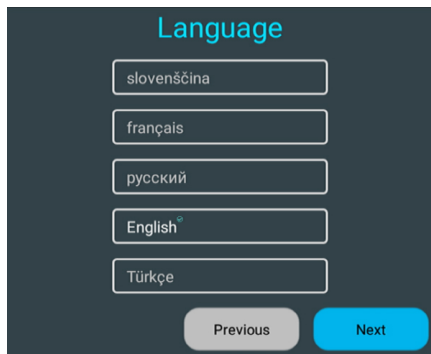 Language
slovenščina
français
русский
English
Türkçe
Previous Next